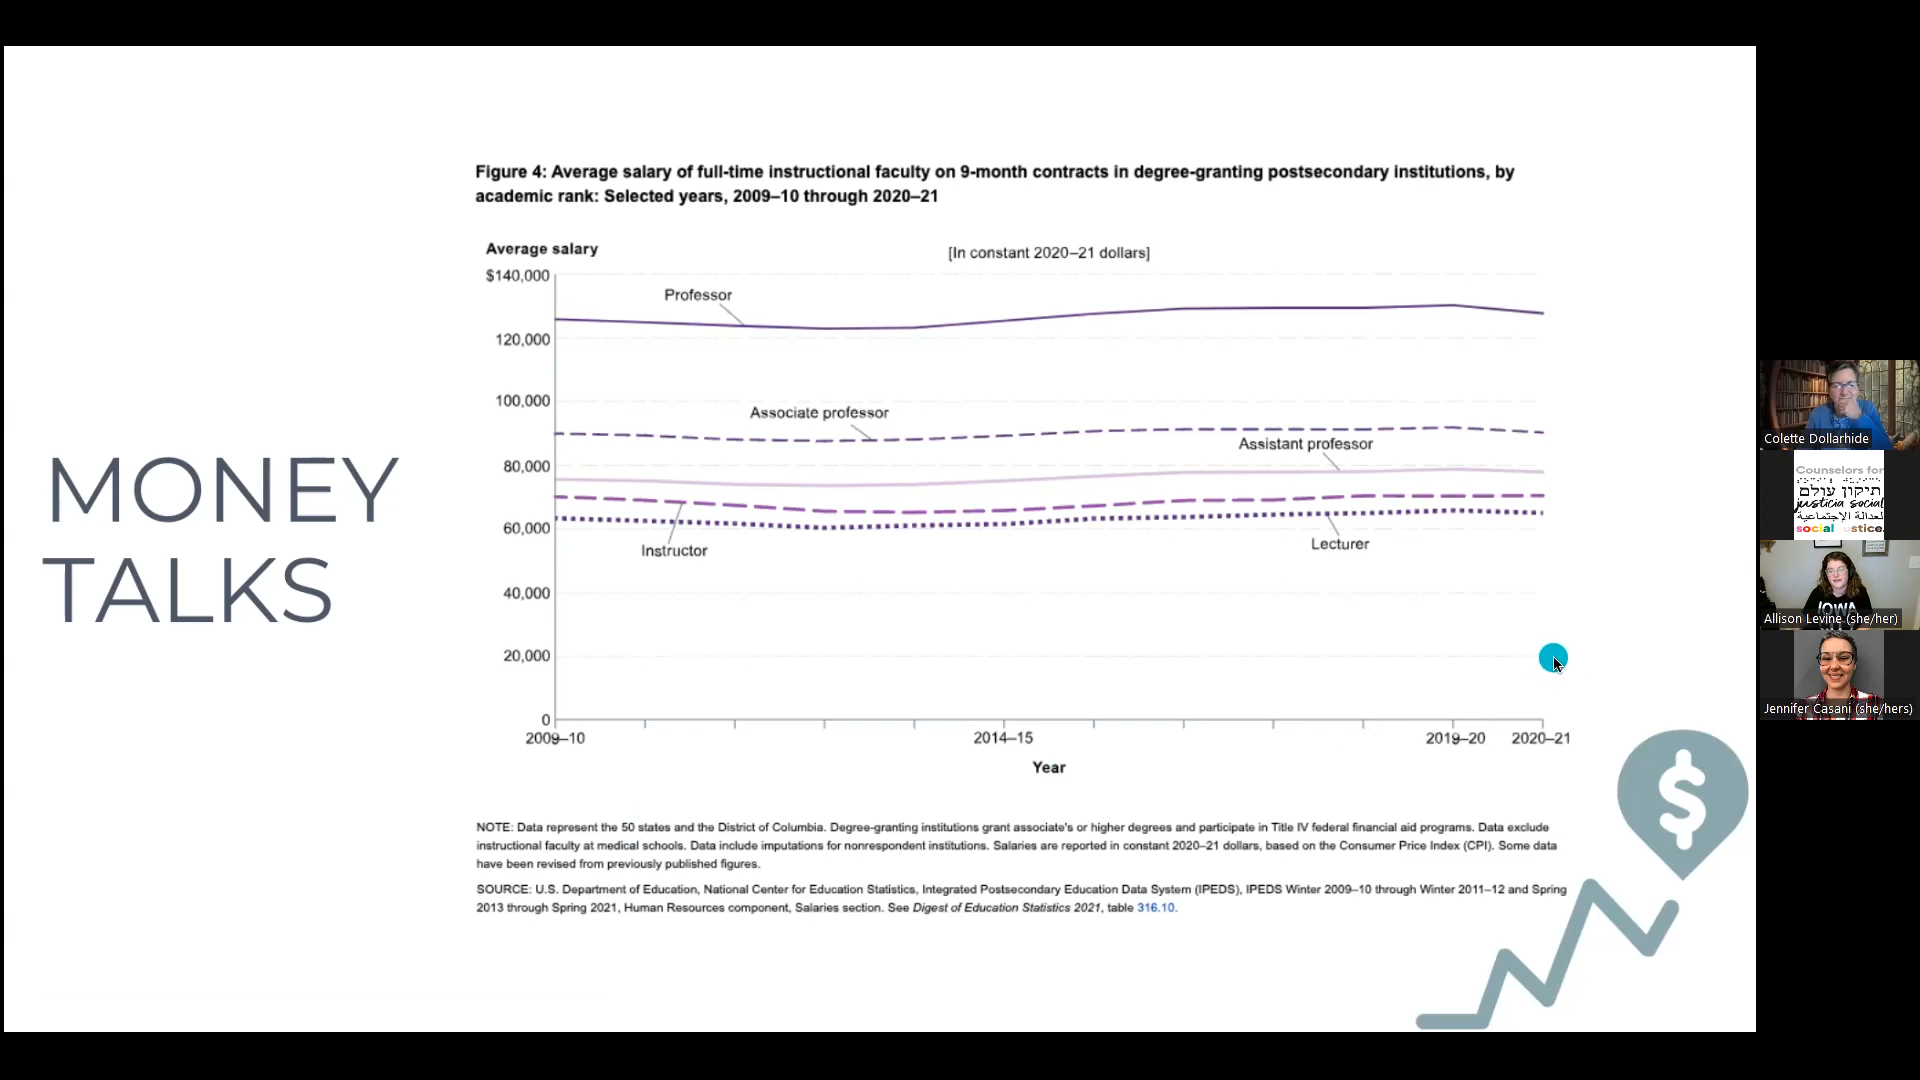 MONEY
TALKS
Figure 4: Average salary of full-time instructional faculty on 9-month contracts in degree-granting postsecondary institutions, by
academic rank: Selected years, 2009–10 through 2020–21
Average salary
[In constant 2020–21 dollars]
$140,000
120,000
100,000
80,000
60,000
40,000
20,000
0
Professor
Associate professor
Assistant professor
Instructor
Lecturer
2009–10
2014–15
2019–20
2020–21
Year
NOTE: Data represent the 50 states and the District of Columbia. Degree-granting institutions grant associate's or higher degrees and participate in Title IV federal financial aid programs. Data exclude
instructional faculty at medical schools. Data include imputations for nonrespondent institutions. Salaries are reported in constant 2020–21 dollars, based on the Consumer Price Index (CPI). Some data
have been revised from previously published figures.
SOURCE: U.S. Department of Education, National Center for Education Statistics, Integrated Postsecondary Education Data System (IPEDS), IPEDS Winter 2009–10 through Winter 2011–12 and Spring
2013 through Spring 2021, Human Resources component, Salaries section. See Digest of Education Statistics 2021, table 316.10.
$
Colette Dollarhide
Counselors for
תיקון עולם
justicia social
social
IOWA
Allison Levine (she/her)
Jennifer Casani (she/hers)